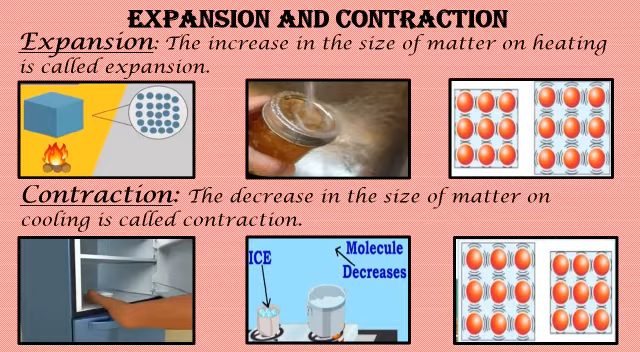 EXPANSION AND CONTRACTION
Expansion: The increase in the size of matter on heating
is called expansion.
Contraction: The decrease in the size of matter on
cooling is called contraction.
ICE
Molecule
Decreases